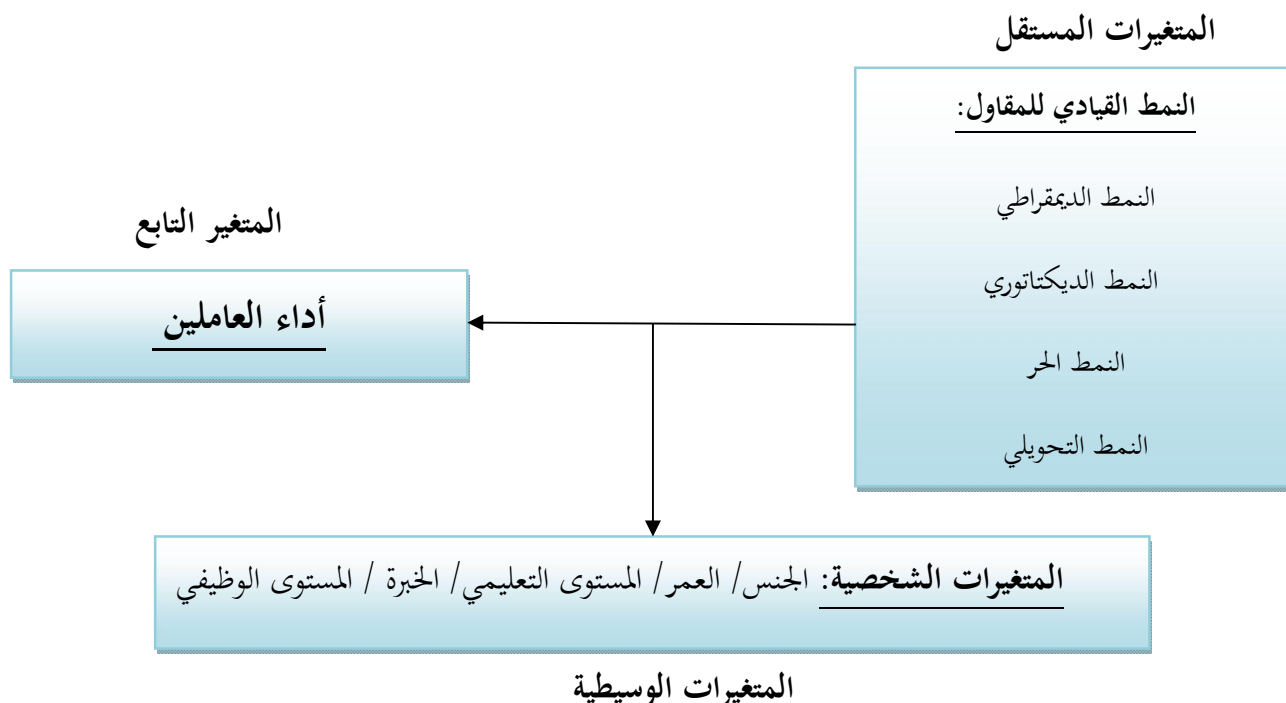 المتغيرات المستقل
النمط القيادي للمقاول:
النمط الديمقراطي
النمط الديكتاتوري
النمط الحر
النمط التحويلي
المتغير التابع
أداء العاملين
المتغيرات الشخصية: الجنس/ العمر/ المستوى التعليمي/ الخبرة / المستوى الوظيفي
المتغيرات الوسيطية